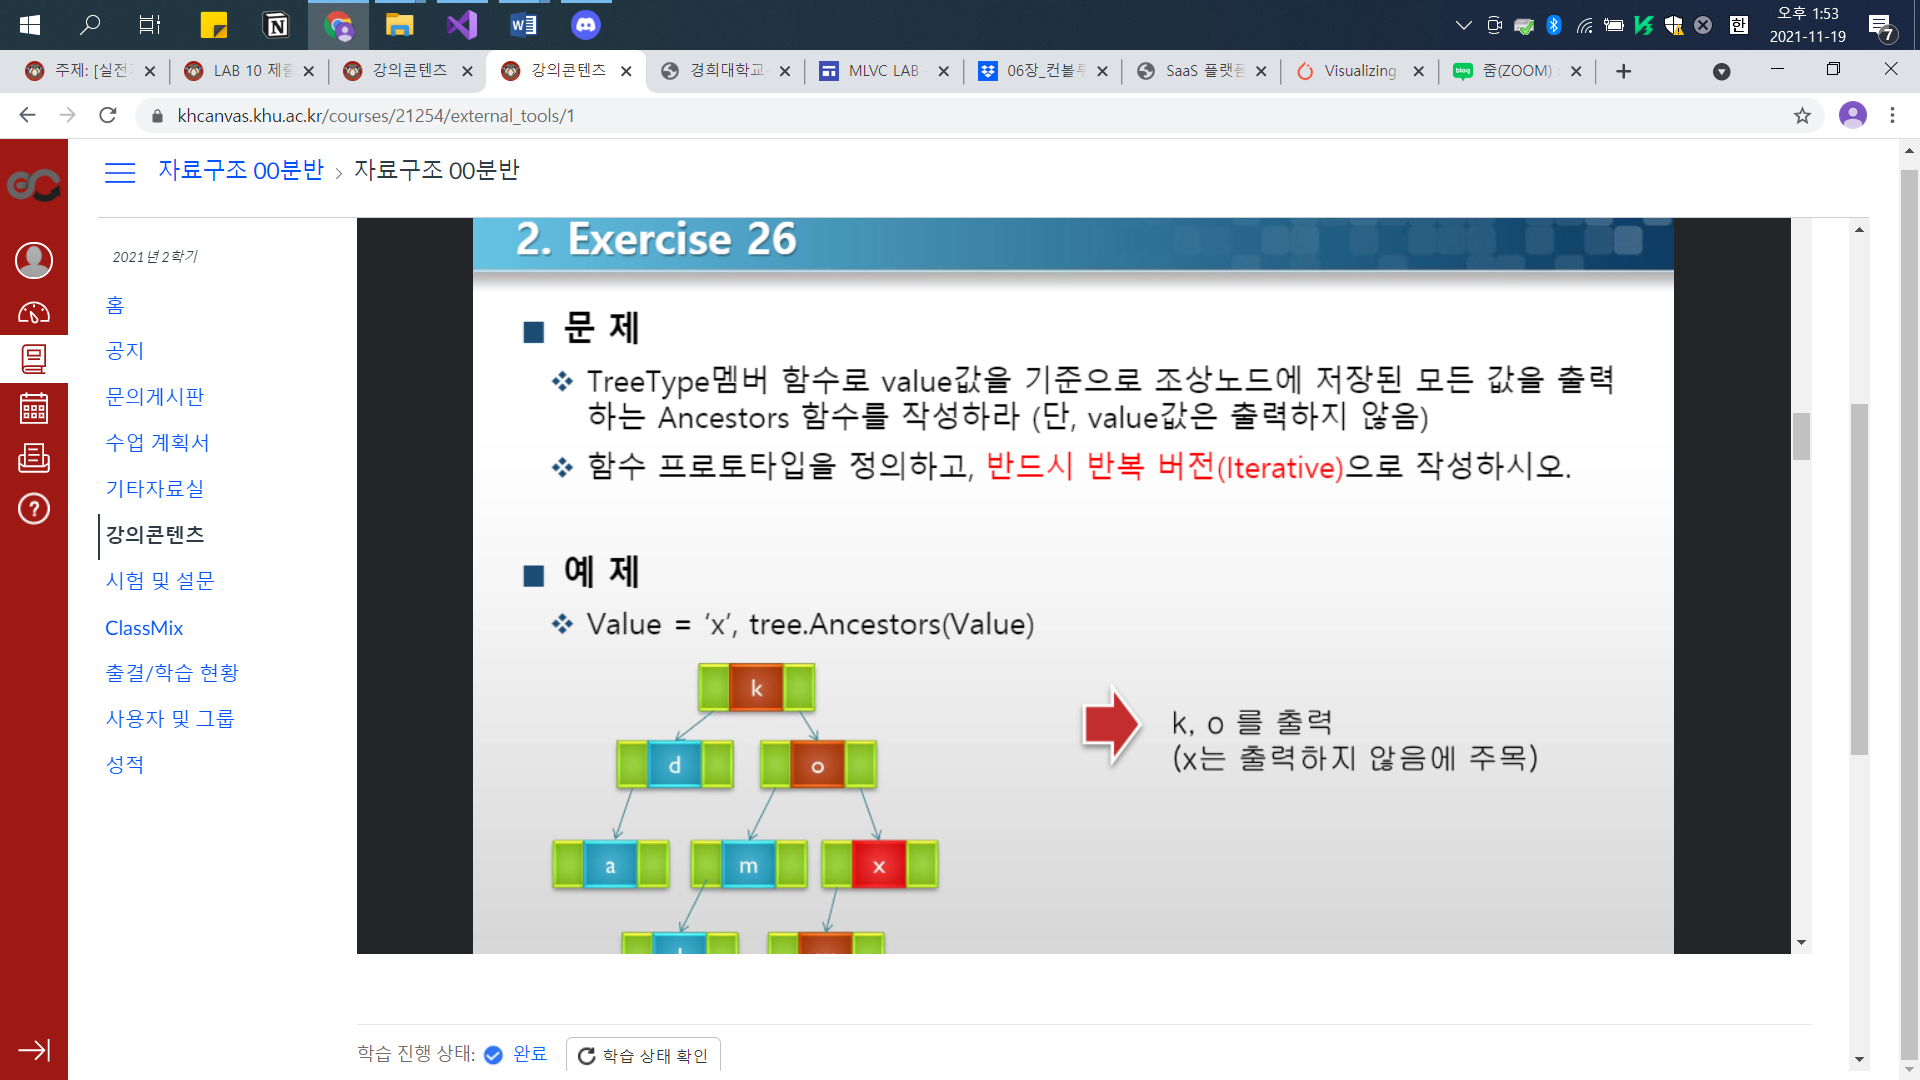 오후 1:53
한
2021-11-19
7
주제: [실전
LAB 10 제출
강의콘텐츠
강의콘텐츠
경희대학교
MLVC LAB
06장_컨볼루
SaaS 플랫폼
Visualizing
줌(ZOOM)
khcanvas.khu.ac.kr/courses/21254/external_tools/1
자료구조 00분반 > 자료구조 00분반
2021년 2학기
홈
공지
문의게시판
수업 계획서
기타자료실
강의콘텐츠
시험 및 설문
ClassMix
출결/학습 현황
사용자 및 그룹
성적
2. Exercise 26
■ 문 제
❖ TreeType멤버 함수로 value값을 기준으로 조상노드에 저장된 모든 값을 출력
하는 Ancestors 함수를 작성하라 (단, value값은 출력하지 않음)
❖ 함수 프로토타입을 정의하고, 반드시 반복 버전(Iterative)으로 작성하시오.
■ 예 제
❖ Value = ‘x’, tree.Ancestors(Value)
k
d
o
a
m
x
k, o 를 출력
(x는 출력하지 않음에 주목)
학습 진행 상태:
완료
학습 상태 확인